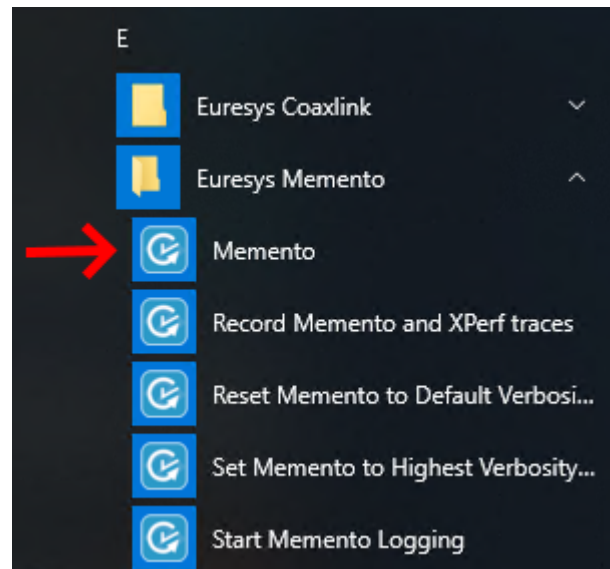 E
Euresys Coaxlink
Euresys Memento
Memento
Record Memento and XPerf traces
Reset Memento to Default Verbosi...
Set Memento to Highest Verbosity...
Start Memento Logging